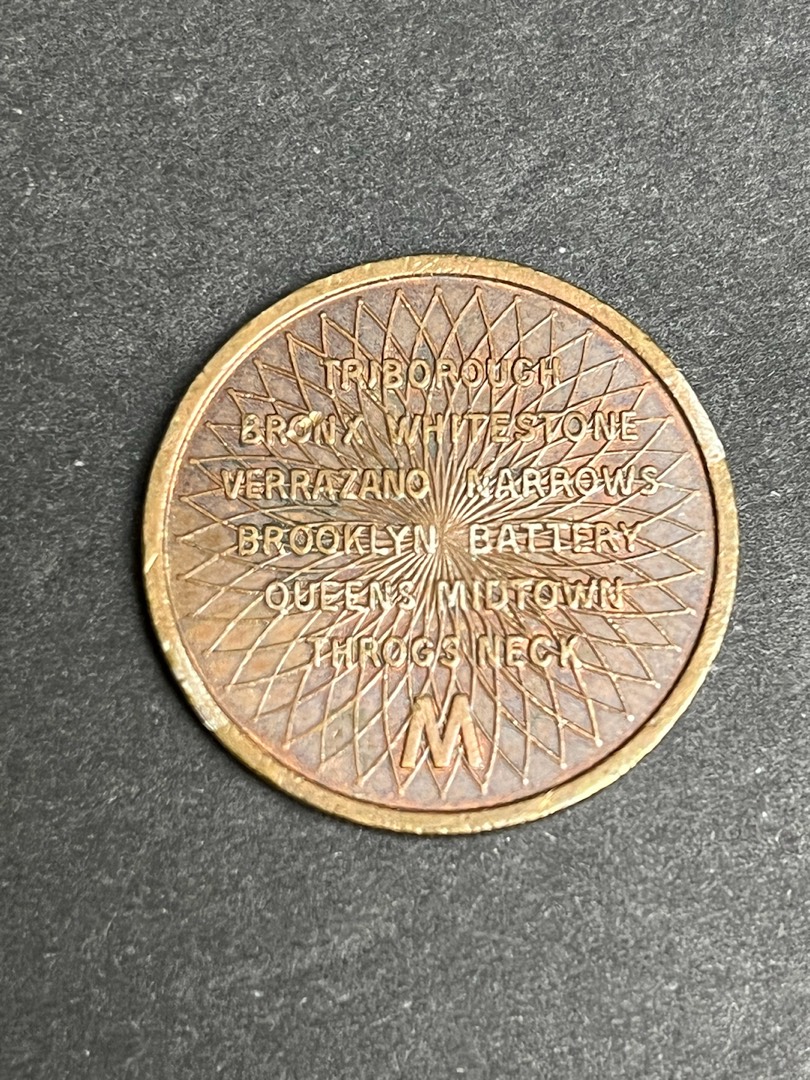 TRIBOROUGH
BRONX WHITESTONE
VERRAZANO NARROWS
BROOKLYN BATTERY
QUEENS MIDTOWN
THROGS NECK
M